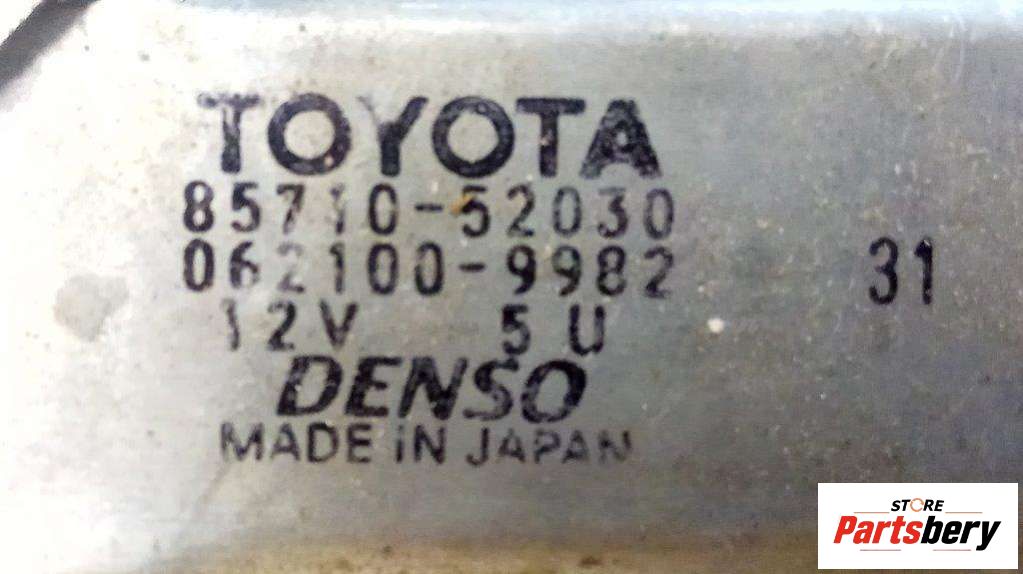 TOYOTA
85710-52030
062100-9982
31
12V 5U
DENSO
MADE IN JAPAN
STORE
Partsbery